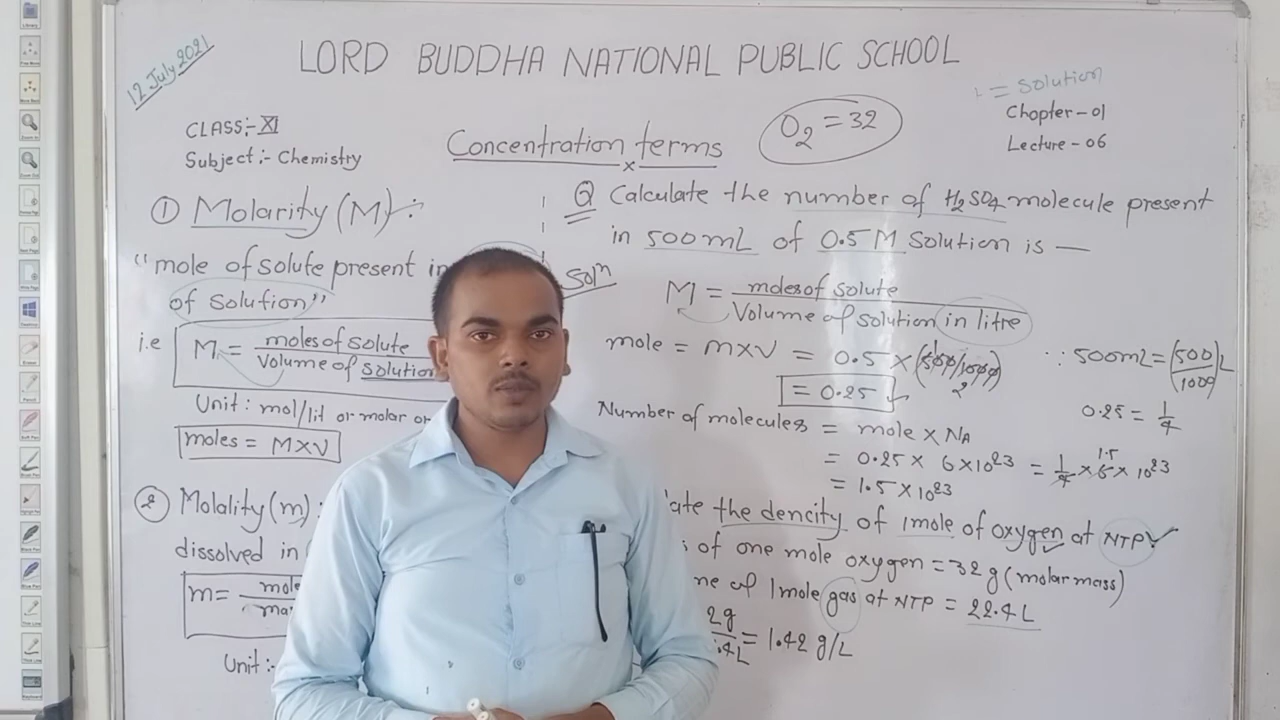 12 July 2021
LORD BUDDHA NATIONAL PUBLIC SCHOOL
CLASS:- XI
Subject:- Chemistry
Concentration terms
O2 = 32
= Solution
Chopter-01
Lecture-06
① Molarity (M):
"mole of solute present in
of solution"
i.e M = moles of solute / Volume of solution
Unit: mol/lit or molar or
moles = M×V
② Molality (m):
dissolved in
m = mole
Unit:-
Q Calculate the number of H2SO4 molecule present
in 500mL of 0.5 M Solution is —
Solⁿ
M = moles of solute / Volume of solution in litre
mole = M×V = 0.5 × (500/1000) ∵ 500mL = (500/1000) L
= 0.25
0.25 = 1/4
Number of molecules = mole × NA
= 0.25 × 6×10^23 = 1/4 × 6 × 10^23
1.5
= 1.5×10^23
the dencity of 1mole of oxygen at NTP
of one mole oxygen = 32g (molar mass)
of 1mole gas at NTP = 22.4L
= 1.42 g/L